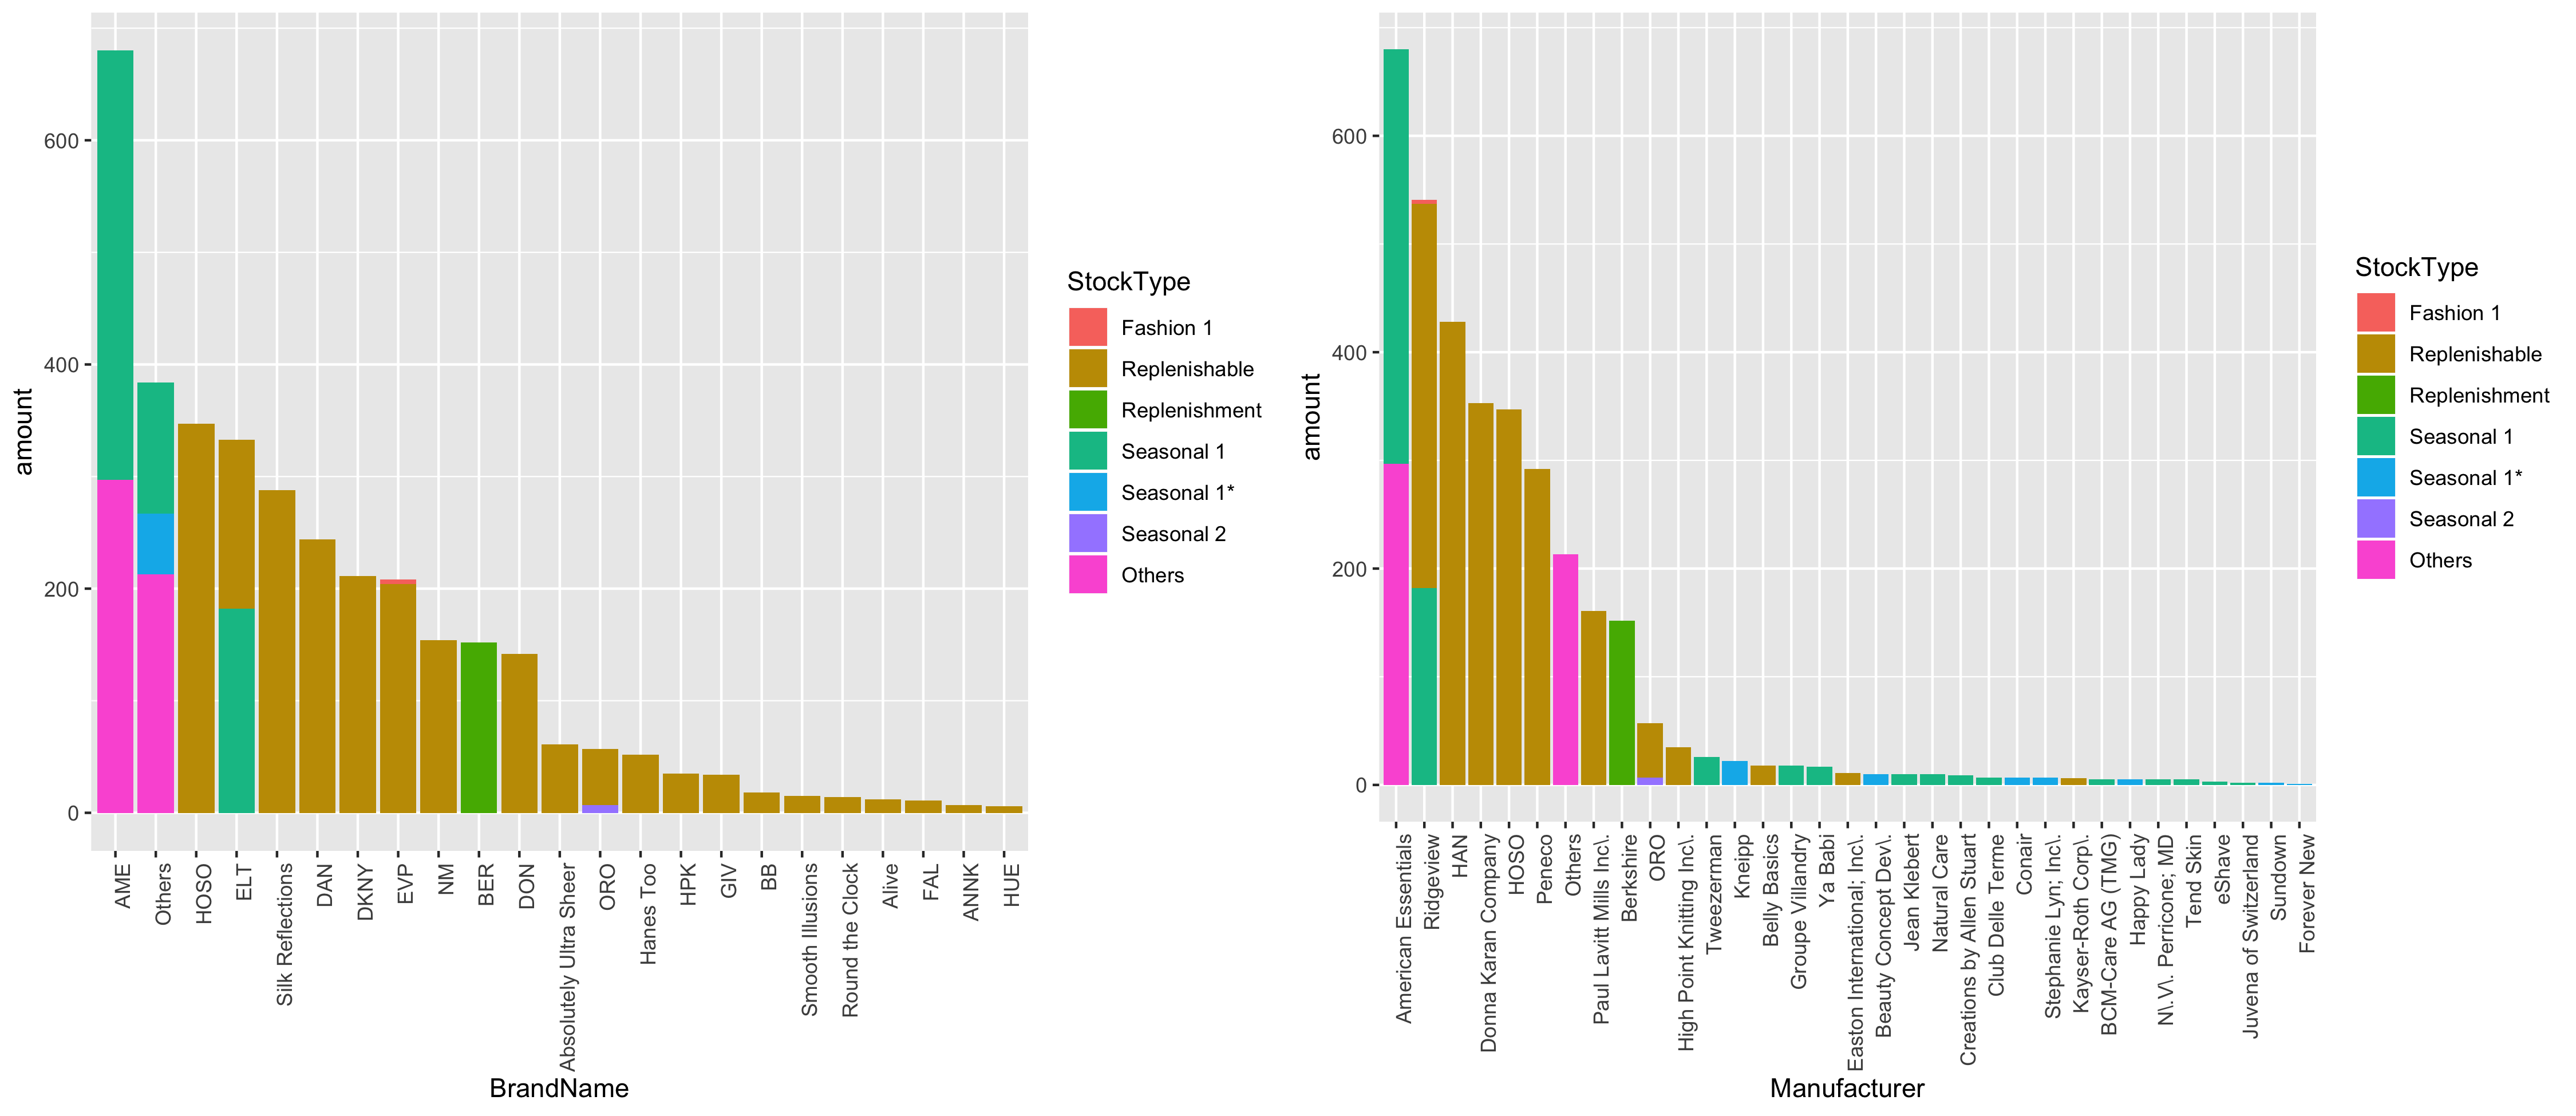 amount
600
400
200
0
AME
Others
HOSO
ELT
Silk Reflections
DAN
DKNY
EVP
NM
BER
DON
Absolutely Ultra Sheer
ORO
Hanes Too
HPK
GIV
BB
Smooth Illusions
Round the Clock
Alive
FAL
ANNK
HUE
BrandName
StockType
Fashion 1
Replenishable
Replenishment
Seasonal 1
Seasonal 1*
Seasonal 2
Others
amount
600
400
200
0
American Essentials
Ridgeview
HAN
Donna Karan Company
HOSO
Peneco
Others
Paul Lavitt Mills Inc\.
Berkshire
ORO
High Point Knitting Inc\.
Tweezerman
Kneipp
Belly Basics
Groupe Villandry
Ya Babi
Easton International; Inc\.
Beauty Concept Dev\.
Jean Klebert
Natural Care
Creations by Allen Stuart
Club Delle Terme
Conair
Stephanie Lyn; Inc\.
Kayser-Roth Corp\.
BCM-Care AG (TMG)
Happy Lady
N\.V\. Perricone; MD
Tend Skin
eShave
Juvena of Switzerland
Sundown
Forever New
Manufacturer
StockType
Fashion 1
Replenishable
Replenishment
Seasonal 1
Seasonal 1*
Seasonal 2
Others